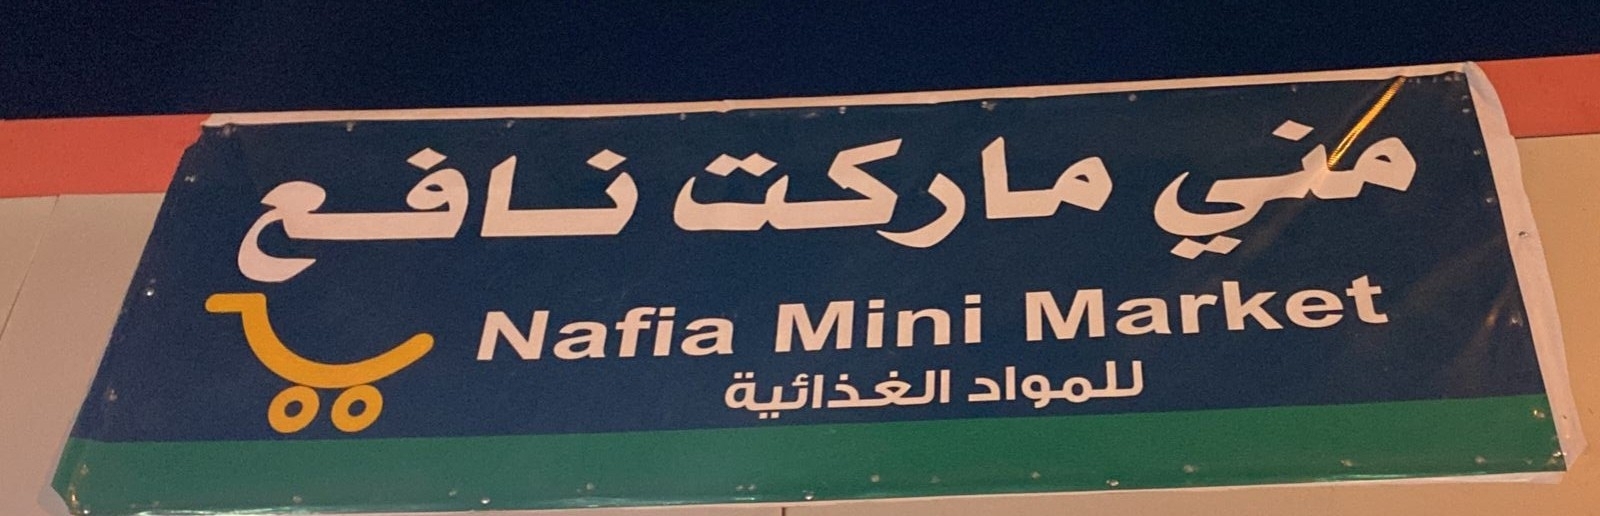 مني ماركت نافع
Nafia Mini Market
للمواد الغذائية